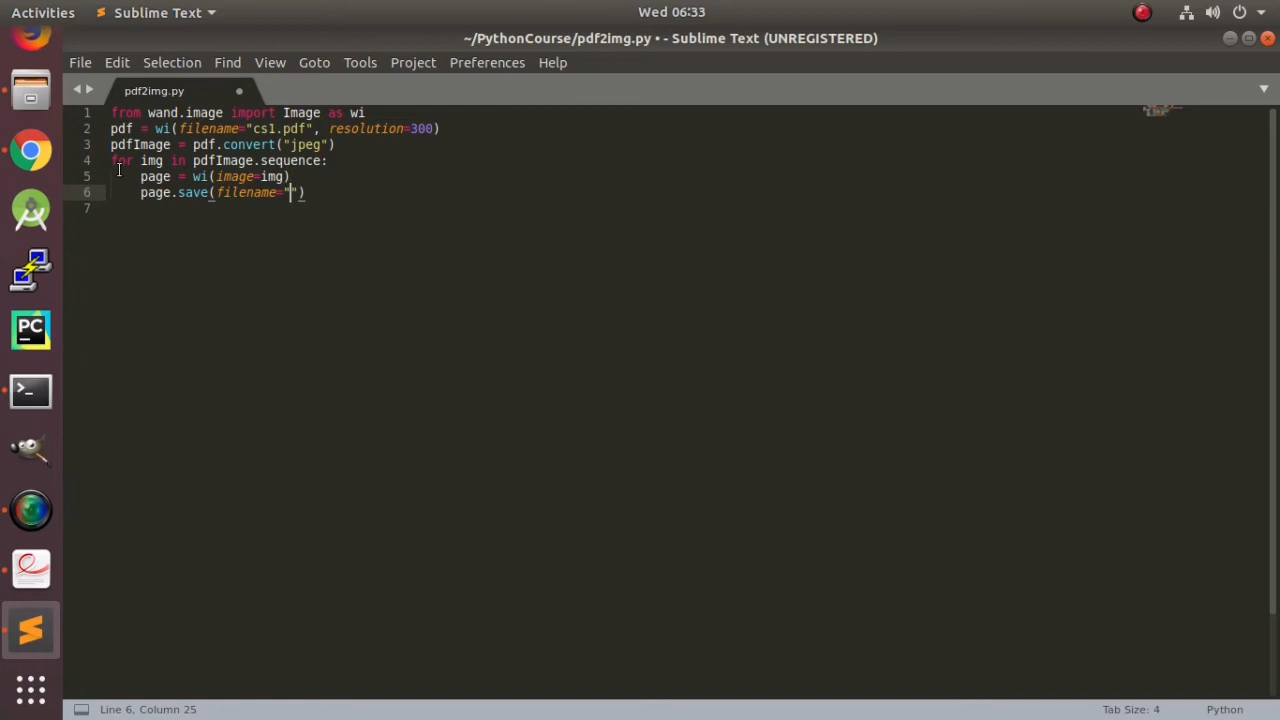 Activities Sublime Text Wed 06:33
~/PythonCourse/pdf2img.py • - Sublime Text (UNREGISTERED)
File Edit Selection Find View Goto Tools Project Preferences Help
pdf2img.py
1 from wand.image import Image as wi
2 pdf = wi(filename="cs1.pdf", resolution=300)
3 pdfImage = pdf.convert("jpeg")
4 for img in pdfImage.sequence:
5 page = wi(image=img)
6 page.save(filename="")
7
PC
>_
Line 6, Column 25 Tab Size: 4 Python